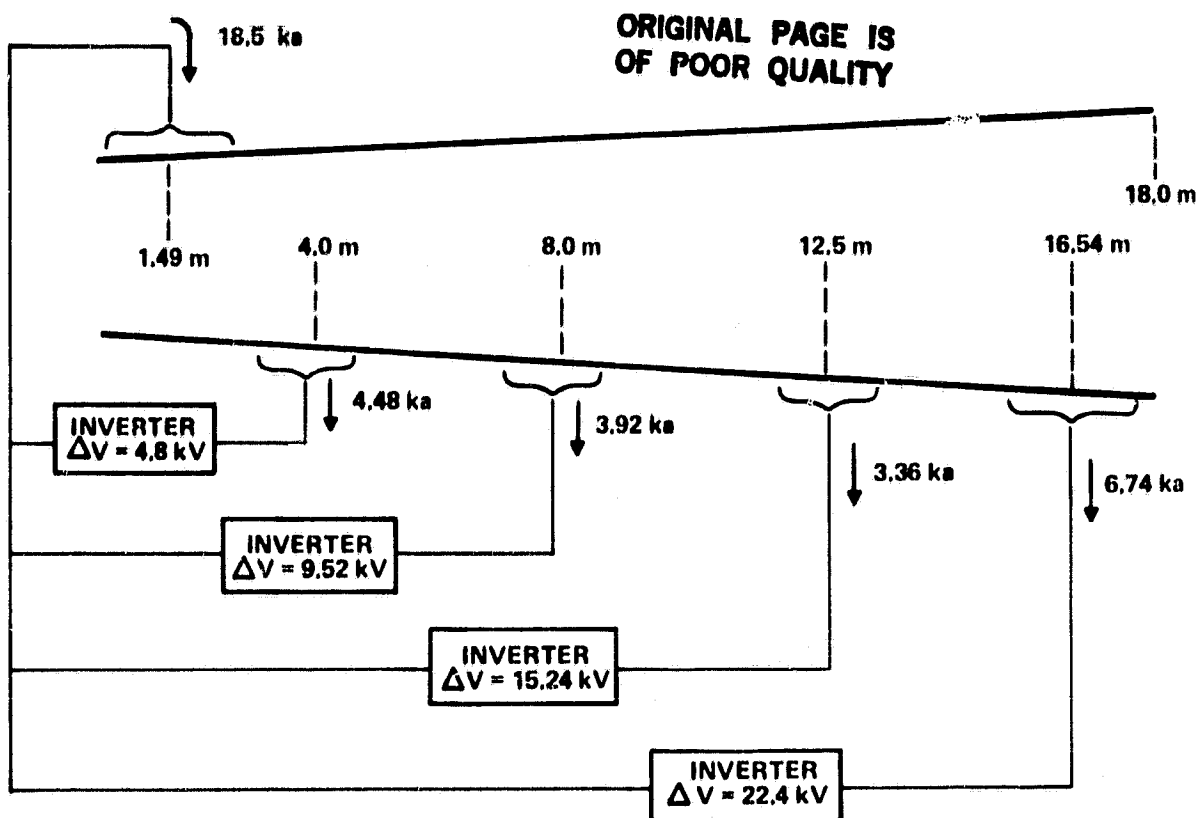 18.5 ka
ORIGINAL PAGE IS
OF POOR QUALITY
18.0 m
1.49 m
4.0 m
8.0 m
12.5 m
16.54 m
4.48 ka
3.92 ka
3.36 ka
6.74 ka
INVERTER
ΔV = 4.8 kV
INVERTER
ΔV = 9.52 kV
INVERTER
ΔV = 15.24 kV
INVERTER
ΔV = 22.4 kV